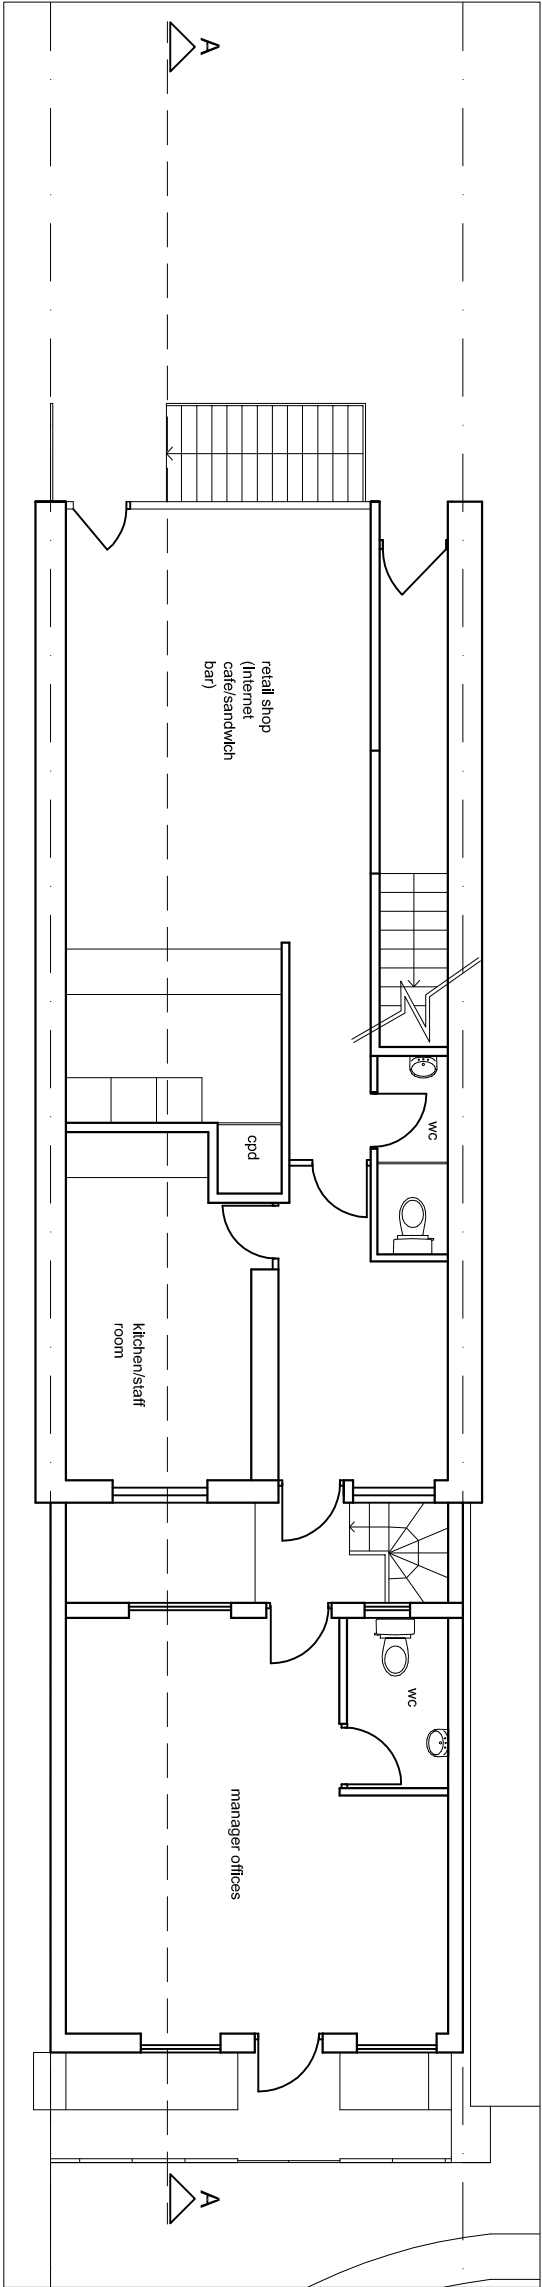 A
retail shop
(Internet
cafe/sandwich
bar)
wc
cpd
kitchen/staff
room
wc
manager offices
A